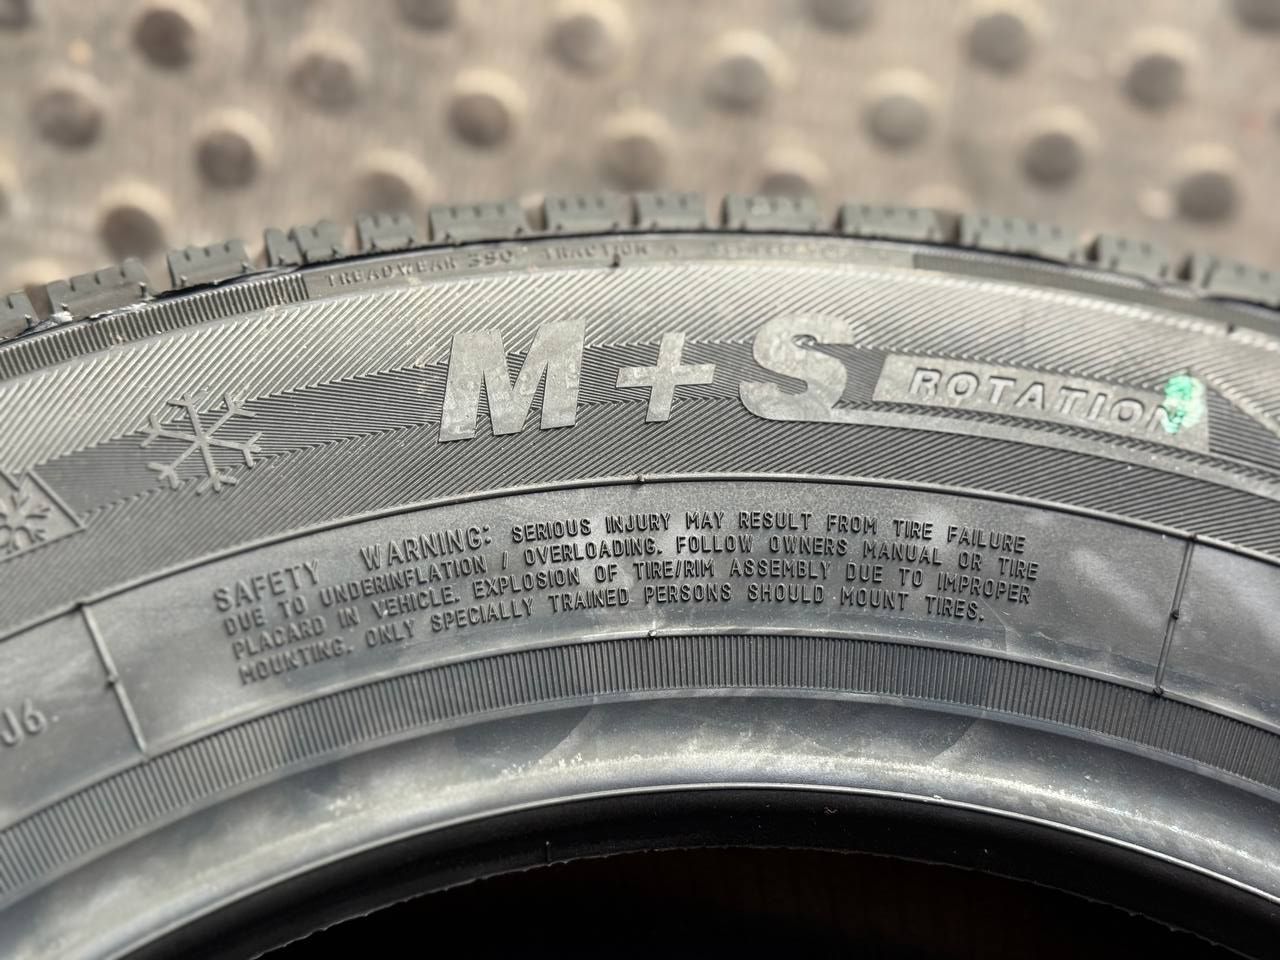 TREADWEAR 380 TRACTION A
M+S ROTATION
SAFETY WARNING: SERIOUS INJURY MAY RESULT FROM TIRE FAILURE
DUE TO UNDERINFLATION / OVERLOADING. FOLLOW OWNERS MANUAL OR TIRE
PLACARD IN VEHICLE. EXPLOSION OF TIRE/RIM ASSEMBLY DUE TO IMPROPER
MOUNTING. ONLY SPECIALLY TRAINED PERSONS SHOULD MOUNT TIRES.
J6.